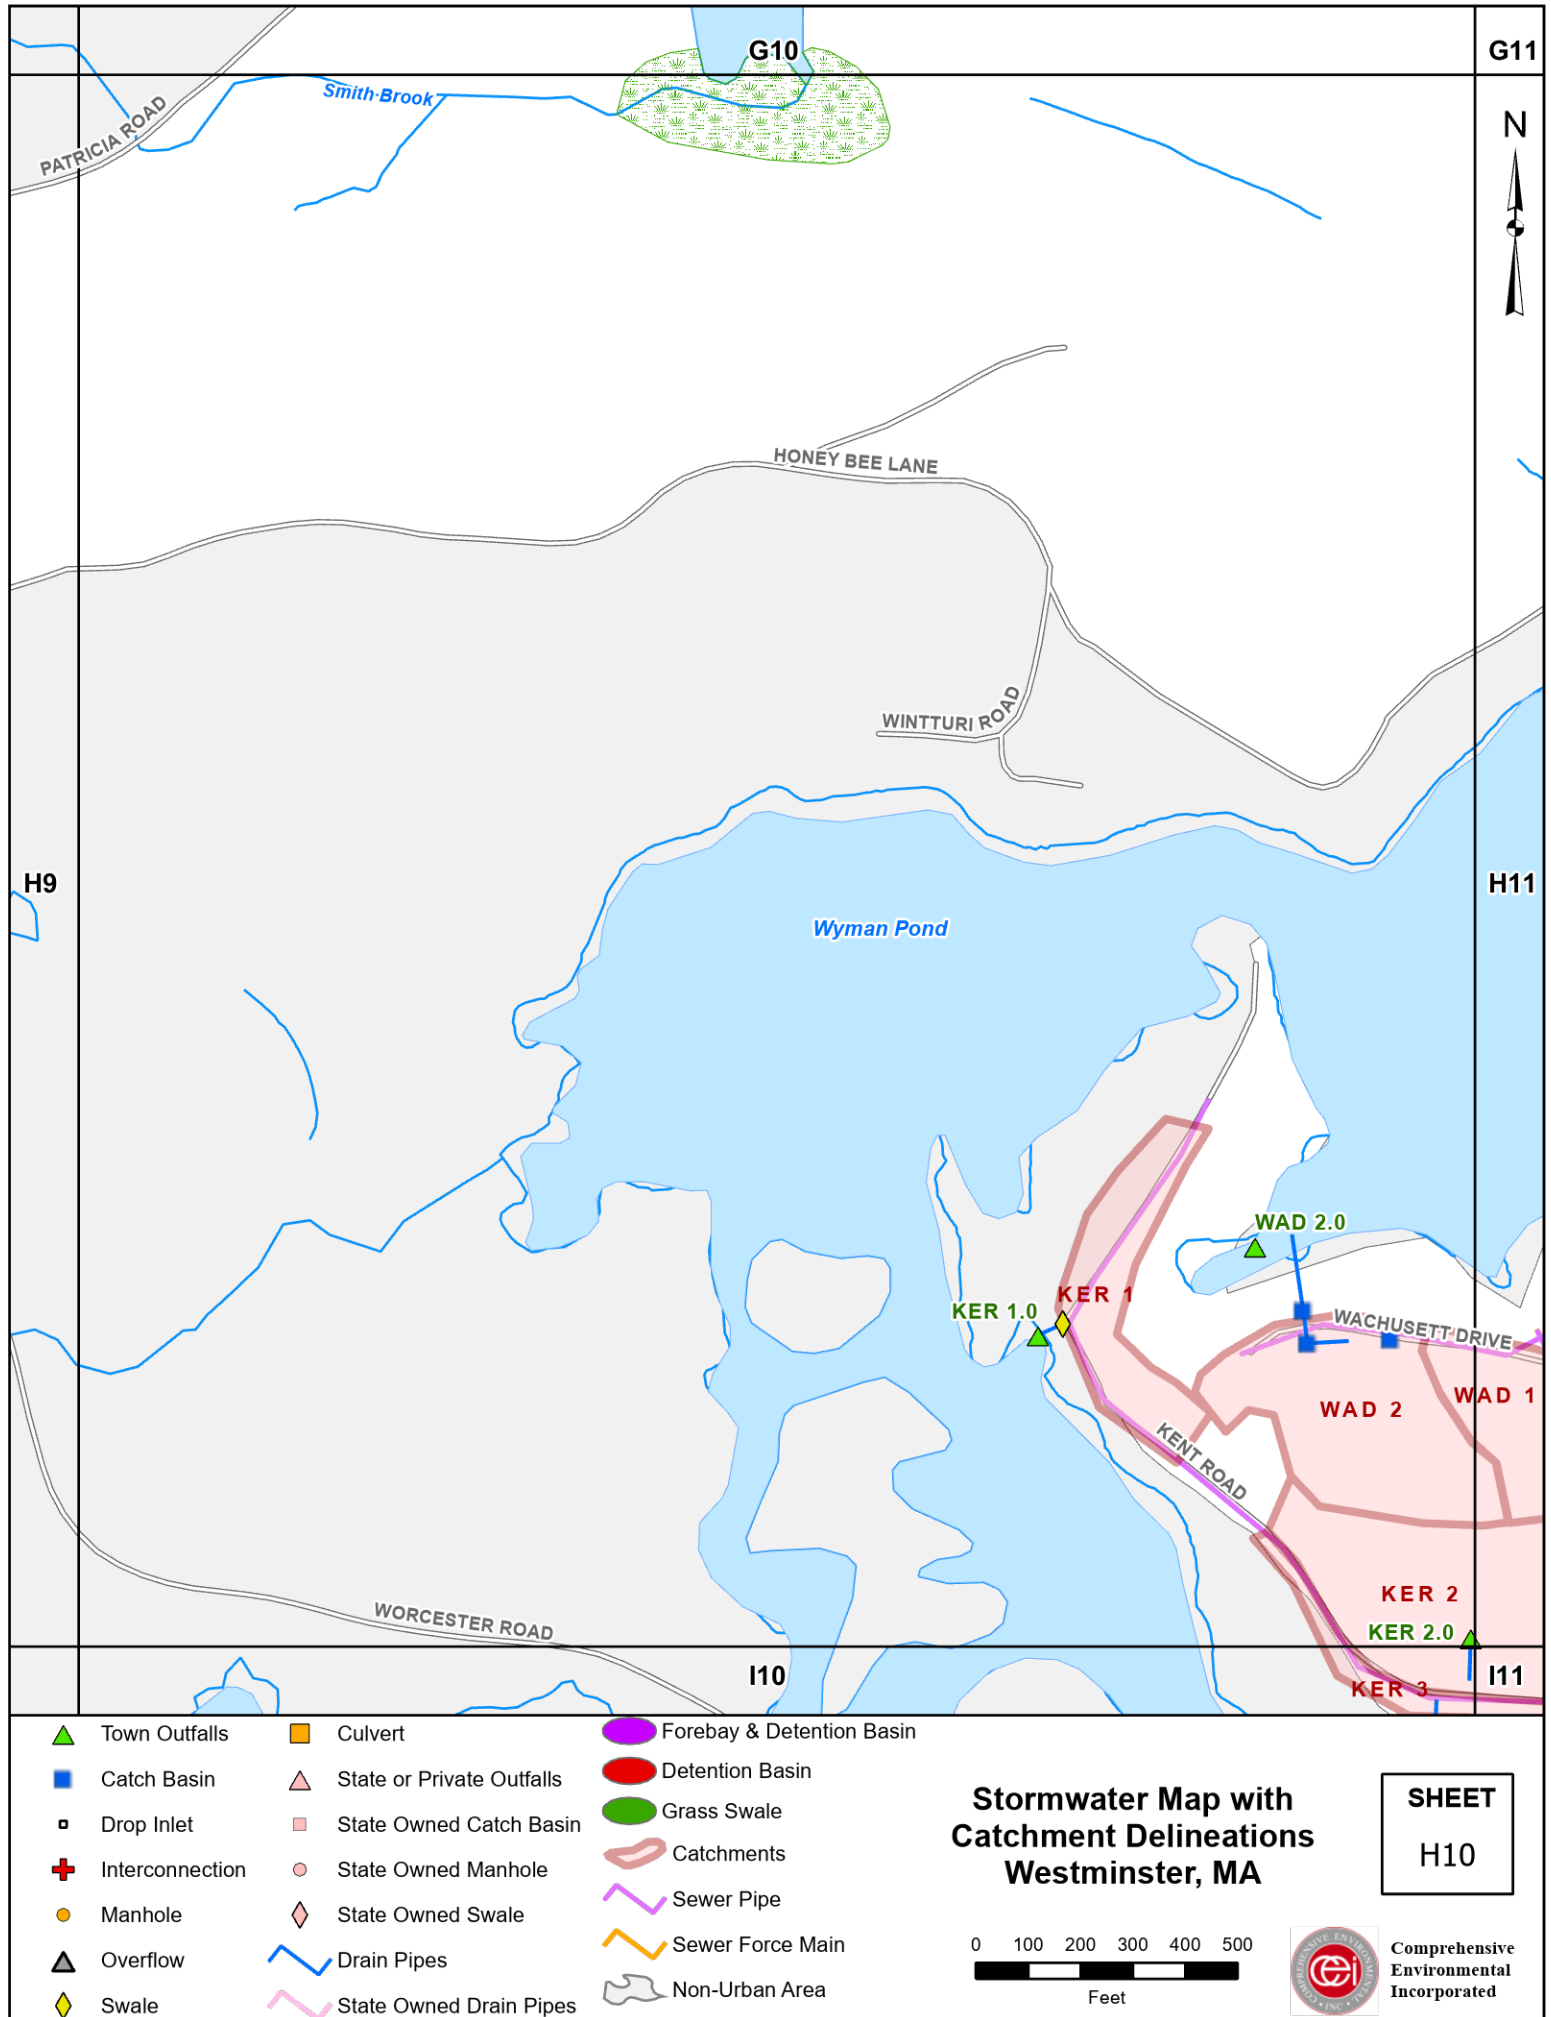 G10
G11
Smith Brook
PATRICIA ROAD
N
HONEY BEE LANE
WINTTURI ROAD
H9
H11
Wyman Pond
WAD 2.0
KER 1
KER 1.0
WACHUSETT DRIVE
WAD 1
WAD 2
KENT ROAD
KER 2
WORCESTER ROAD
KER 2.0
I10
I11
KER 3
Town Outfalls
Catch Basin
Drop Inlet
Interconnection
Manhole
Overflow
Swale
Culvert
State or Private Outfalls
State Owned Catch Basin
State Owned Manhole
State Owned Swale
Drain Pipes
State Owned Drain Pipes
Forebay & Detention Basin
Detention Basin
Grass Swale
Catchments
Sewer Pipe
Sewer Force Main
Non-Urban Area
Stormwater Map with
Catchment Delineations
Westminster, MA
0 100 200 300 400 500
Feet
SHEET
H10
COMPREHENSIVE ENVIRONMENTAL
• INC •
cei
Comprehensive
Environmental
Incorporated